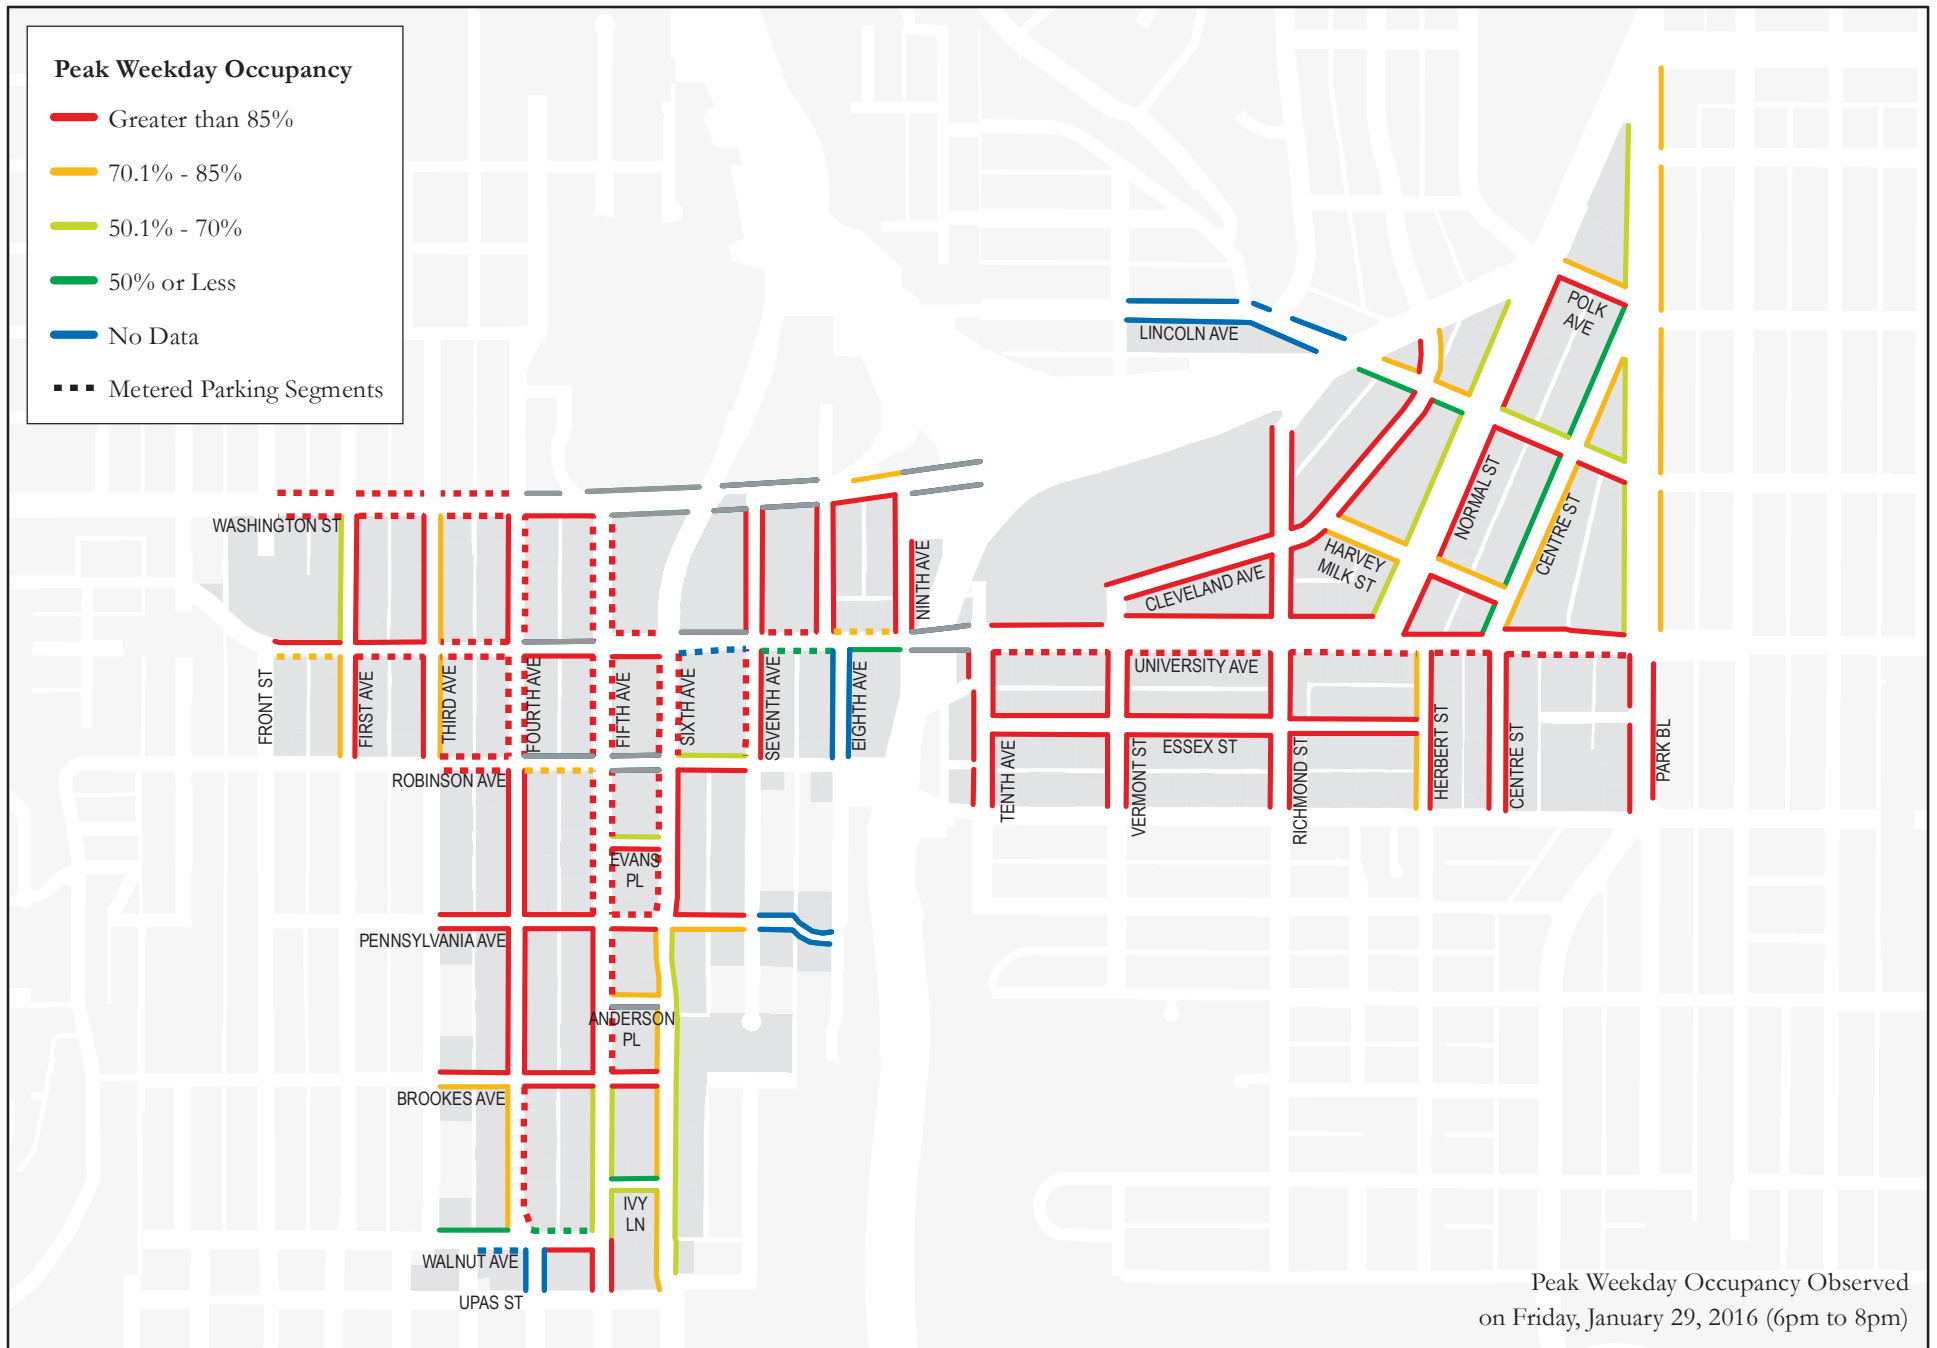 Peak Weekday Occupancy
Greater than 85%
70.1% - 85%
50.1% - 70%
50% or Less
No Data
Metered Parking Segments
POLK
AVE
LINCOLN AVE
WASHINGTON ST
NORMAL ST
CENTRE ST
NINTH AVE
HARVEY
MILK ST
CLEVELAND AVE
FRONT ST
FIRST AVE
THIRD AVE
FOURTH AVE
FIFTH AVE
SIXTH AVE
SEVENTH AVE
EIGHTH AVE
UNIVERSITY AVE
ESSEX ST
TENTH AVE
VERMONT ST
RICHMOND ST
HERBERT ST
CENTRE ST
PARK BL
ROBINSON AVE
EVANS
PL
PENNSYLVANIA AVE
ANDERSON
PL
BROOKES AVE
IVY
LN
WALNUT AVE
UPAS ST
Peak Weekday Occupancy Observed
on Friday, January 29, 2016 (6pm to 8pm)